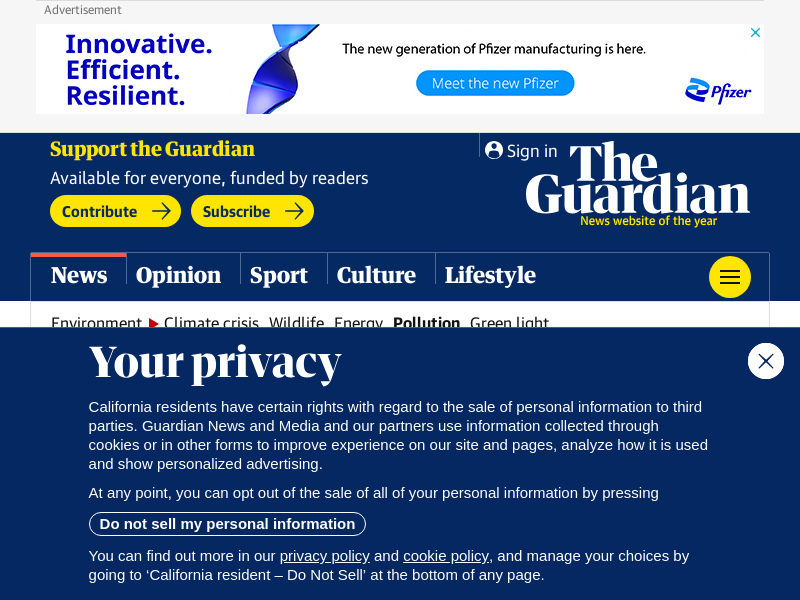 Advertisement
Innovative.
Efficient.
Resilient.
The new generation of Pfizer manufacturing is here.
Meet the new Pfizer
Pfizer
Support the Guardian
Available for everyone, funded by readers
Contribute
Subscribe
Sign in
The
Guardian
News website of the year
News Opinion Sport Culture Lifestyle
Environment Climate crisis Wildlife Energy Pollution Green light
Your privacy
California residents have certain rights with regard to the sale of personal information to third
parties. Guardian News and Media and our partners use information collected through
cookies or in other forms to improve experience on our site and pages, analyze how it is used
and show personalized advertising.
At any point, you can opt out of the sale of all of your personal information by pressing
Do not sell my personal information
You can find out more in our privacy policy and cookie policy, and manage your choices by
going to ‘California resident – Do Not Sell’ at the bottom of any page.